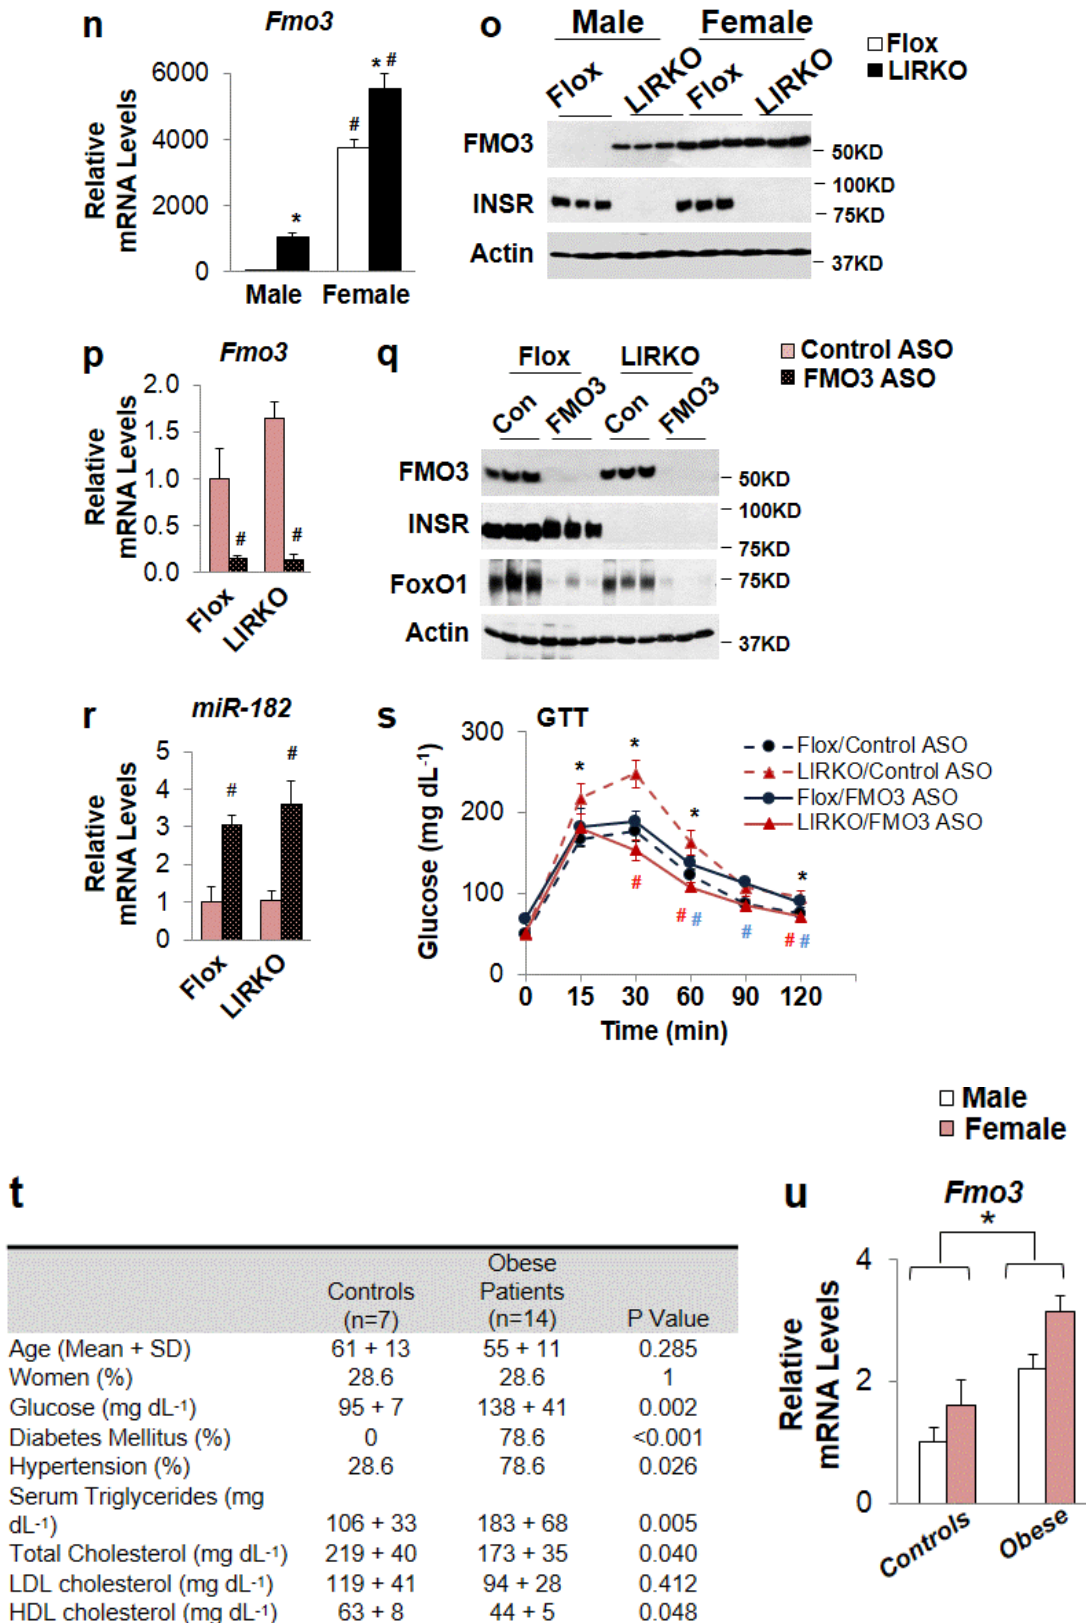 n
Fmo3
Relative
mRNA Levels
6000
4000
2000
0
*
#
* #
Male Female
o
Male Female
Flox LIRKO Flox LIRKO
Flox
LIRKO
FMO3
50KD
INSR
100KD
75KD
Actin
37KD
p
Fmo3
Relative
mRNA Levels
2.0
1.5
1.0
0.5
0.0
# #
Flox LIRKO
q
Flox LIRKO
Con FMO3 Con FMO3
Control ASO
FMO3 ASO
FMO3
50KD
INSR
100KD
75KD
FoxO1
75KD
Actin
37KD
r
miR-182
Relative
mRNA Levels
5
4
3
2
1
0
# #
Flox LIRKO
s
GTT
Glucose (mg dL-1)
300
200
100
0
* * * *
# # # # # #
0 15 30 60 90 120
Time (min)
Flox/Control ASO
LIRKO/Control ASO
Flox/FMO3 ASO
LIRKO/FMO3 ASO
t
Controls (n=7) Obese Patients (n=14) P Value
Age (Mean + SD) 61 + 13 55 + 11 0.285
Women (%) 28.6 28.6 1
Glucose (mg dL-1) 95 + 7 138 + 41 0.002
Diabetes Mellitus (%) 0 78.6 <0.001
Hypertension (%) 28.6 78.6 0.026
Serum Triglycerides (mg
dL-1) 106 + 33 183 + 68 0.005
Total Cholesterol (mg dL-1) 219 + 40 173 + 35 0.040
LDL cholesterol (mg dL-1) 119 + 41 94 + 28 0.412
HDL cholesterol (mg dL-1) 63 + 8 44 + 5 0.048
Male
Female
u
Fmo3
*
Relative
mRNA Levels
4
2
0
Controls Obese